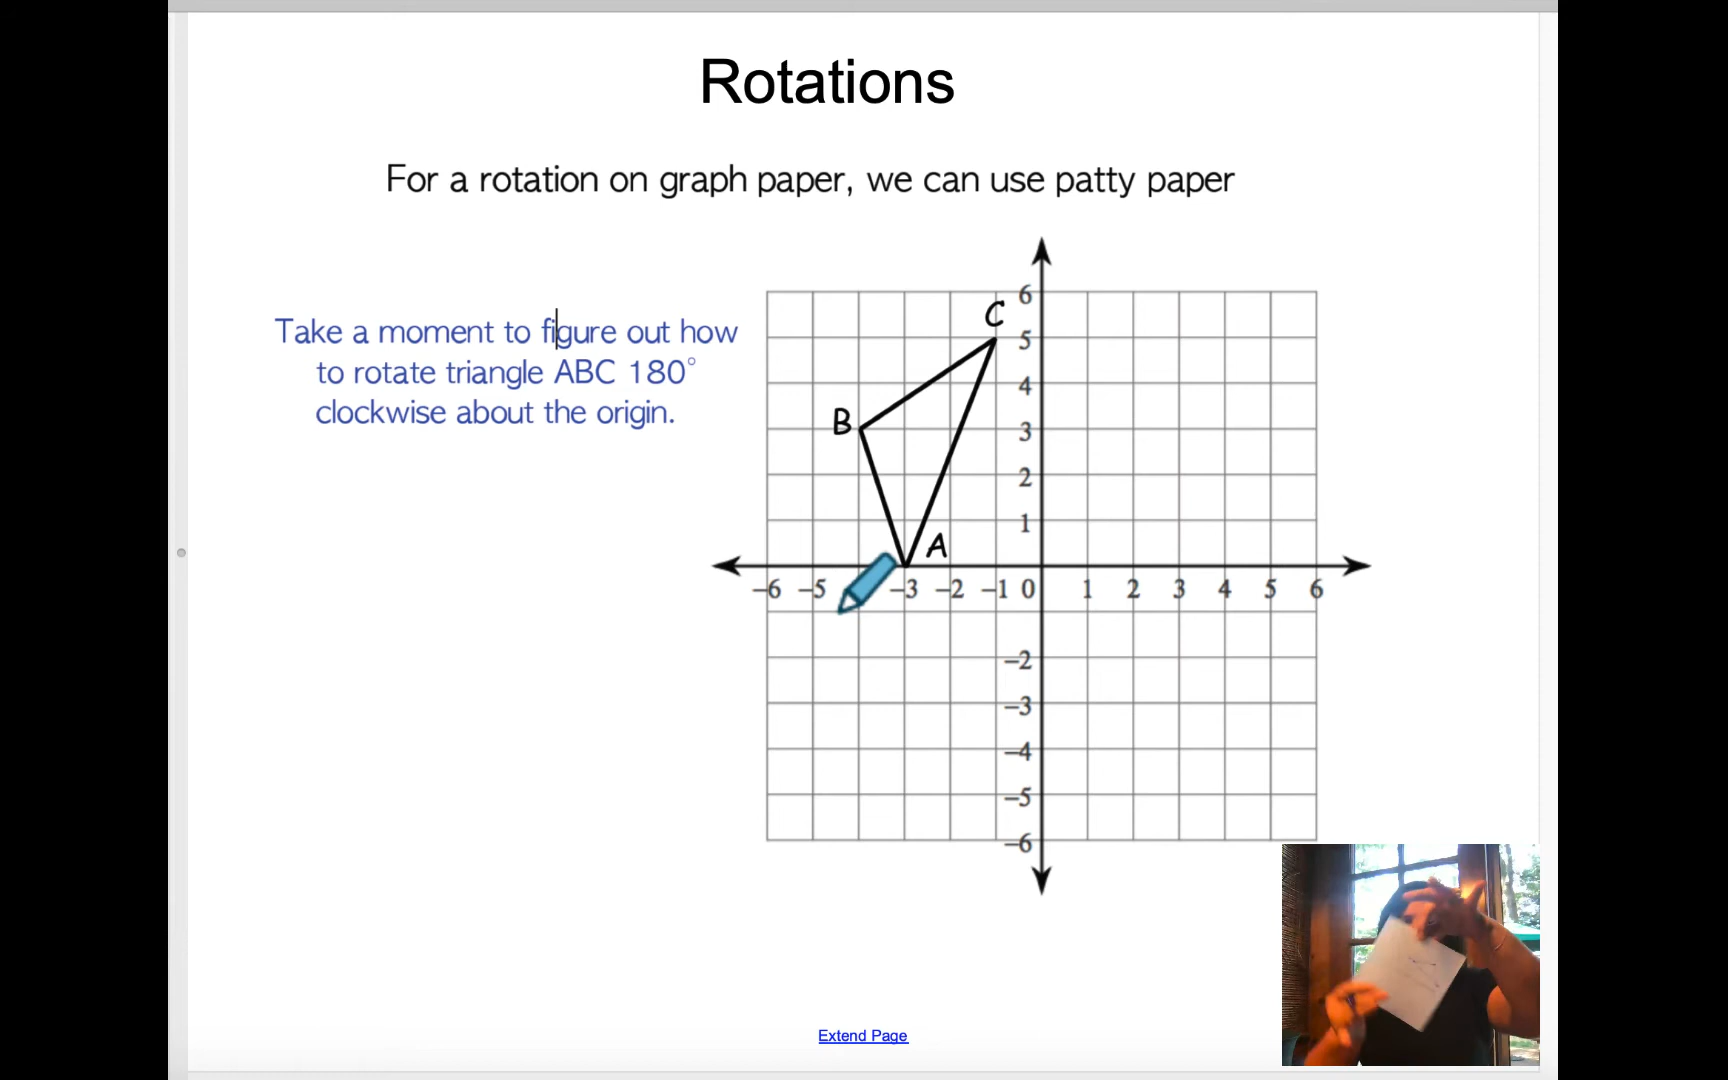 Rotations
For a rotation on graph paper, we can use patty paper
Take a moment to figure out how
to rotate triangle ABC 180°
clockwise about the origin.
6
C
5
4
B
3
2
1
A
–6 –5 –3 –2 –1 0 1 2 3 4 5 6
–2
–3
–4
–5
–6
Extend Page